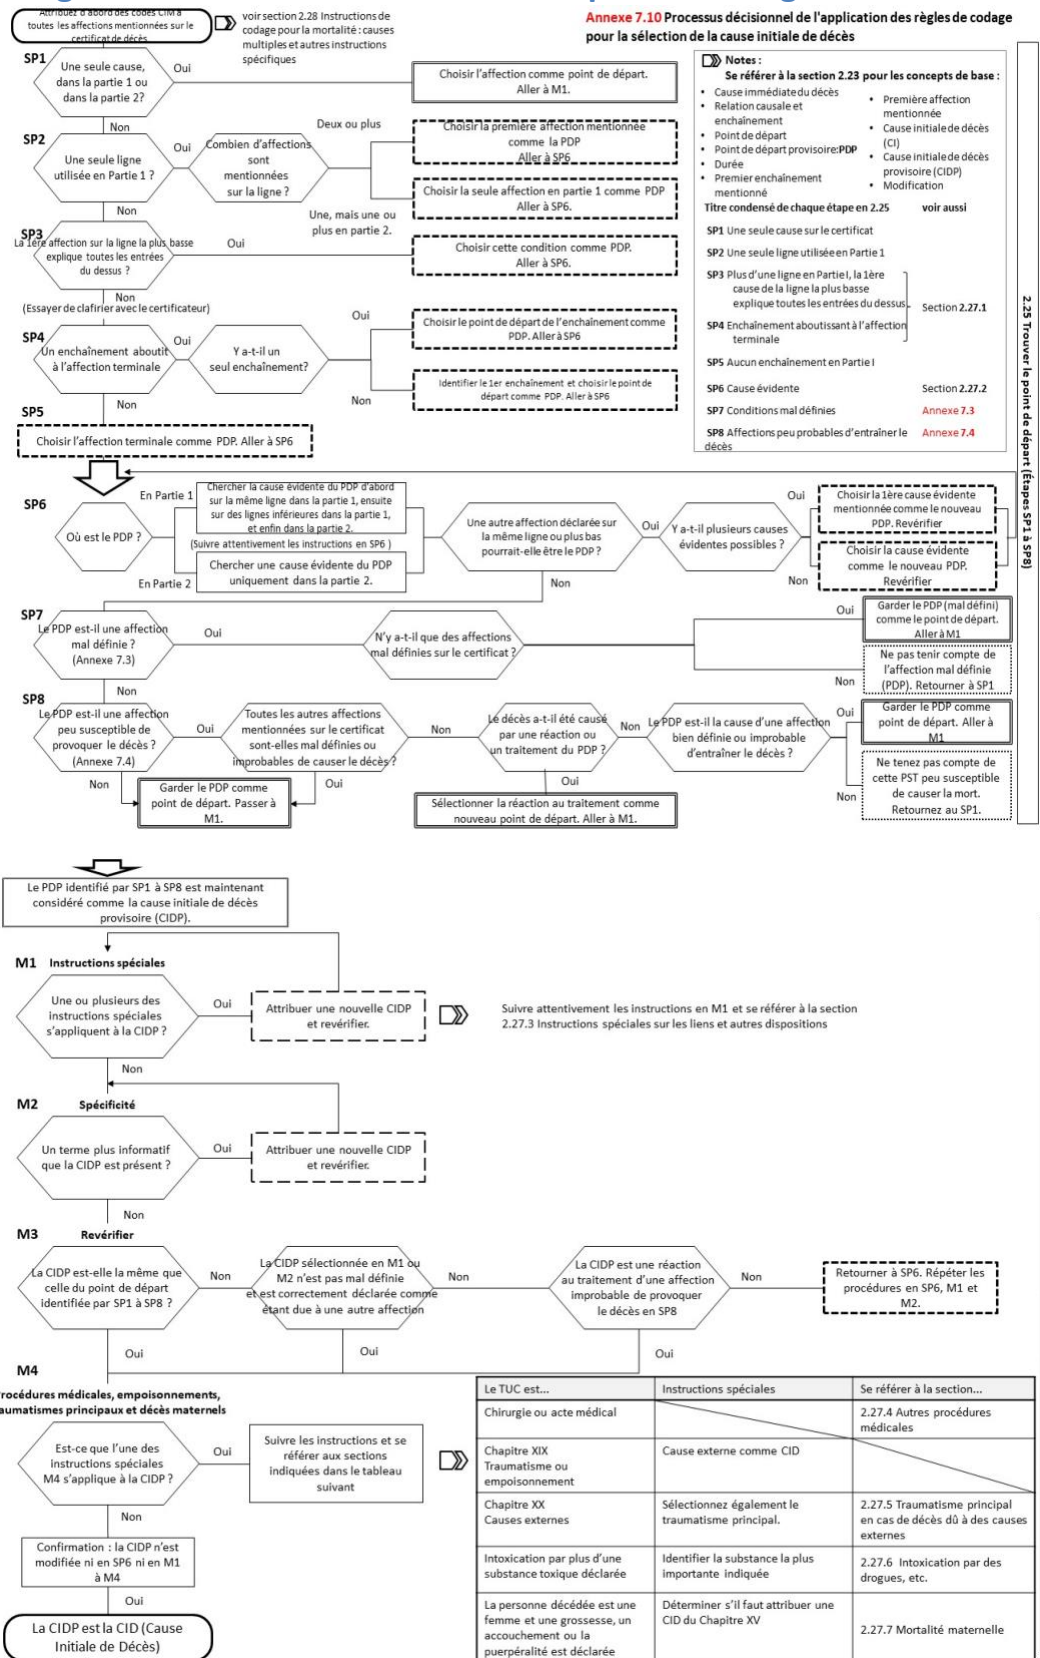 Attribuez d'abord des codes CIM à
toutes les affections mentionnées sur le
certificat de décès
voir section 2.28 Instructions de
codage pour la mortalité : causes
multiples et autres instructions
spécifiques
Annexe 7.10 Processus décisionnel de l'application des règles de codage
pour la sélection de la cause initiale de décès
SP1
Une seule cause,
dans la partie 1 ou
dans la partie 2?
Oui
Choisir l'affection comme point de départ.
Aller à M1.
Non
SP2
Une seule ligne
utilisée en Partie 1 ?
Oui
Combien d'affections
sont
mentionnées
sur la ligne ?
Deux ou plus
Choisir la première affection mentionnée
comme la PDP
Aller à SP6
Choisir la seule affection en partie 1 comme PDP
Aller à SP6.
Une, mais une ou
plus en partie 2.
Non
SP3
La 1ère affection sur la ligne la plus basse
explique toutes les entrées
du dessus ?
Oui
Choisir cette condition comme PDP.
Aller à SP6.
Non
(Essayer de clafirier avec le certificateur)
SP4
Un enchaînement aboutit
à l'affection terminale
Oui
Y a-t-il un
seul enchaînement?
Oui
Choisir le point de départ de l'enchaînement comme
PDP. Aller à SP6
Non
Identifier le 1er enchaînement et choisir le point de
départ comme PDP. Aller à SP6
Non
SP5
Choisir l'affection terminale comme PDP. Aller à SP6
Notes :
Se référer à la section 2.23 pour les concepts de base :
• Cause immédiate du décès
• Relation causale et
enchaînement
• Point de départ
• Point de départ provisoire:PDP
• Durée
• Premier enchaînement
mentionné
• Première affection
mentionnée
• Cause initiale de décès
(CI)
• Cause initiale de décès
provisoire (CIDP)
• Modification
Titre condensé de chaque étape en 2.25
voir aussi
SP1 Une seule cause sur le certificat
SP2 Une seule ligne utilisée en Partie 1
SP3 Plus d'une ligne en Partie I, la 1ère
cause de la ligne la plus basse
explique toutes les entrées du dessus
Section 2.27.1
SP4 Enchaînement aboutissant à l'affection
terminale
SP5 Aucun enchaînement en Partie I
SP6 Cause évidente
Section 2.27.2
SP7 Conditions mal définies
Annexe 7.3
SP8 Affections peu probables d'entraîner le
décès
Annexe 7.4
2.25 Trouver le point de départ (Étapes SP1 à SP8)
SP6
Où est le PDP ?
En Partie 1
Chercher la cause évidente du PDP d'abord
sur la même ligne dans la partie 1, ensuite
sur des lignes inférieures dans la partie 1,
et enfin dans la partie 2.
(Suivre attentivement les instructions en SP6 )
En Partie 2
Chercher une cause évidente du PDP
uniquement dans la partie 2.
Une autre affection déclarée sur
la même ligne ou plus bas
pourrait-elle être le PDP ?
Oui
Y a-t-il plusieurs causes
évidentes possibles ?
Oui
Choisir la 1ère cause évidente
mentionnée comme le nouveau
PDP. Revérifier
Non
Choisir la cause évidente
comme le nouveau PDP.
Revérifier
Non
SP7
Le PDP est-il une affection
mal définie ?
(Annexe 7.3)
Oui
N'y a-t-il que des affections
mal définies sur le certificat ?
Oui
Garder le PDP (mal défini)
comme le point de départ.
Aller à M1
Non
Ne pas tenir compte de
l'affection mal définie
(PDP). Retourner à SP1
Non
SP8
Le PDP est-il une affection
peu susceptible de
provoquer le décès ?
(Annexe 7.4)
Oui
Toutes les autres affections
mentionnées sur le certificat
sont-elles mal définies ou
improbables de causer le décès ?
Non
Le décès a-t-il été causé
par une réaction ou
un traitement du PDP ?
Non
Le PDP est-il la cause d'une affection
bien définie ou improbable
d'entraîner le décès ?
Oui
Garder le PDP comme
point de départ. Aller à
M1
Non
Ne tenez pas compte de
cette PST peu susceptible
de causer la mort.
Retournez au SP1.
Non
Garder le PDP comme
point de départ. Passer à
M1.
Oui
Oui
Sélectionner la réaction au traitement comme
nouveau point de départ. Aller à M1.
Le PDP identifié par SP1 à SP8 est maintenant
considéré comme la cause initiale de décès
provisoire (CIDP).
M1 Instructions spéciales
Une ou plusieurs des
instructions spéciales
s'appliquent à la CIDP ?
Oui
Attribuer une nouvelle CIDP
et revérifier.
Suivre attentivement les instructions en M1 et se référer à la section
2.27.3 Instructions spéciales sur les liens et autres dispositions
Non
M2 Spécificité
Un terme plus informatif
que la CIDP est présent ?
Oui
Attribuer une nouvelle CIDP
et revérifier.
Non
M3 Revérifier
La CIDP est-elle la même que
celle du point de départ
identifiée par SP1 à SP8 ?
Non
La CIDP sélectionnée en M1 ou
M2 n'est pas mal définie
et est correctement déclarée comme
étant due à une autre affection
Non
La CIDP est une réaction
au traitement d'une affection
improbable de provoquer
le décès en SP8
Non
Retourner à SP6. Répéter les
procédures en SP6, M1 et
M2.
Oui
Oui
Oui
M4
Procédures médicales, empoisonnements,
traumatismes principaux et décès maternels
Est-ce que l'une des
instructions spéciales
M4 s'applique à la CIDP ?
Oui
Suivre les instructions et se
référer aux sections
indiquées dans le tableau
suivant
Non
Confirmation : la CIDP n'est
modifiée ni en SP6 ni en M1
à M4
Oui
La CIDP est la CID (Cause
Initiale de Décès)
Le TUC est...
Instructions spéciales
Se référer à la section...
Chirurgie ou acte médical
2.27.4 Autres procédures
médicales
Chapitre XIX
Traumatisme ou
empoisonnement
Cause externe comme CID
Chapitre XX
Causes externes
Sélectionnez également le
traumatisme principal.
2.27.5 Traumatisme principal
en cas de décès dû à des causes
externes
Intoxication par plus d'une
substance toxique déclarée
Identifier la substance la plus
importante indiquée
2.27.6 Intoxication par des
drogues, etc.
La personne décédée est une
femme et une grossesse, un
accouchement ou la
puerpéralité est déclarée
Déterminer s'il faut attribuer une
CID du Chapitre XV
2.27.7 Mortalité maternelle